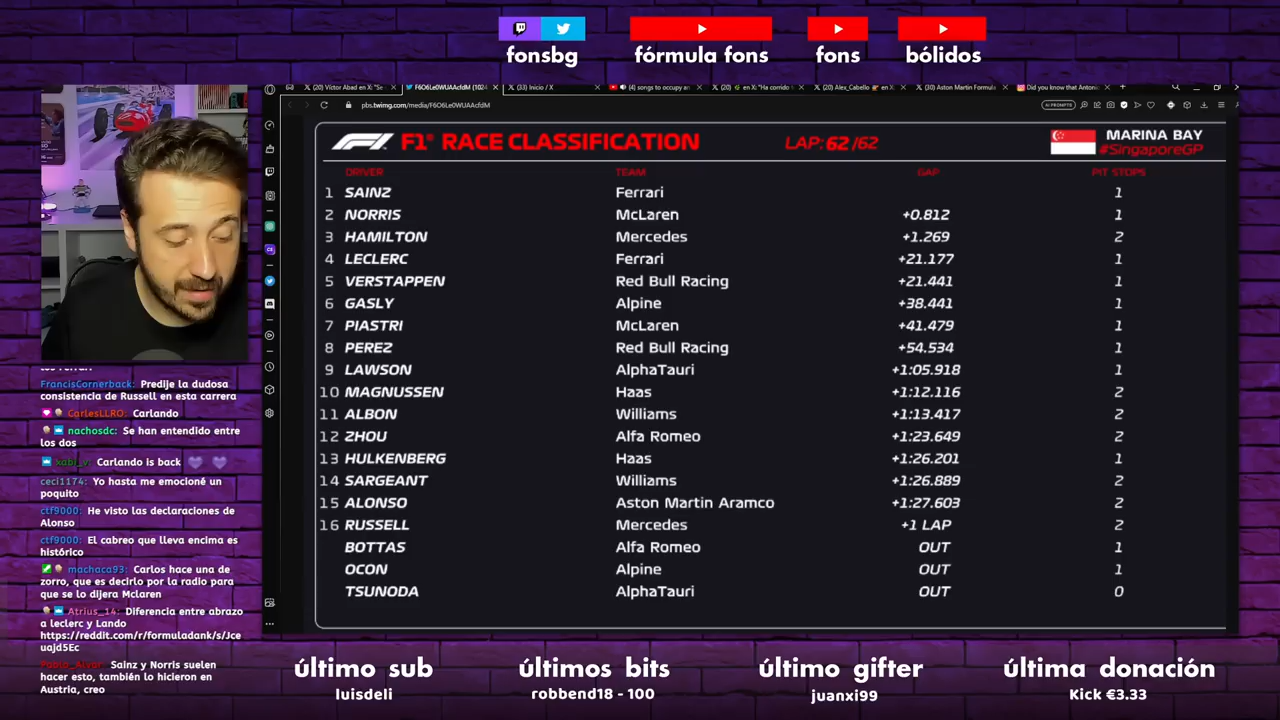 fonsbg
fórmula fons
fons
bólidos
pbs.twimg.com/media/F6O6Le0WUAAcfdM
F1 RACE CLASSIFICATION
LAP: 62/62
MARINA BAY
#SingaporeGP
DRIVER TEAM GAP PIT STOPS
1 SAINZ Ferrari 1
2 NORRIS McLaren +0.812 1
3 HAMILTON Mercedes +1.269 2
4 LECLERC Ferrari +21.177 1
5 VERSTAPPEN Red Bull Racing +21.441 1
6 GASLY Alpine +38.441 1
7 PIASTRI McLaren +41.479 1
8 PEREZ Red Bull Racing +54.534 1
9 LAWSON AlphaTauri +1:05.918 1
10 MAGNUSSEN Haas +1:12.116 2
11 ALBON Williams +1:13.417 2
12 ZHOU Alfa Romeo +1:23.649 2
13 HULKENBERG Haas +1:26.201 1
14 SARGEANT Williams +1:26.889 2
15 ALONSO Aston Martin Aramco +1:27.603 2
16 RUSSELL Mercedes +1 LAP 2
BOTTAS Alfa Romeo OUT 1
OCON Alpine OUT 1
TSUNODA AlphaTauri OUT 0
FrancisCornerback: Predije la dudosa
consistencia de Russell en esta carrera
CarlesLLRO: Carlando
nachosdc: Se han entendido entre
los dos
xabi_v: Carlando is back
ceci1174: Yo hasta me emocioné un
poquito
ctf9000: He visto las declaraciones de
Alonso
ctf9000: El cabreo que lleva encima es
histórico
machaca93: Carlos hace una de
zorro, que es decirlo por la radio para
que se lo dijera Mclaren
Atrius_14: Diferencia entre abrazo
a leclerc y Lando
https://reddit.com/r/formuladank/s/Jce
uajd5Ec
Pablo_Alvar: Sainz y Norris suelen
hacer esto, también lo hicieron en
Austria, creo
último sub
luisdeli
últimos bits
robbend18 - 100
último gifter
juanxi99
última donación
Kick €3.33